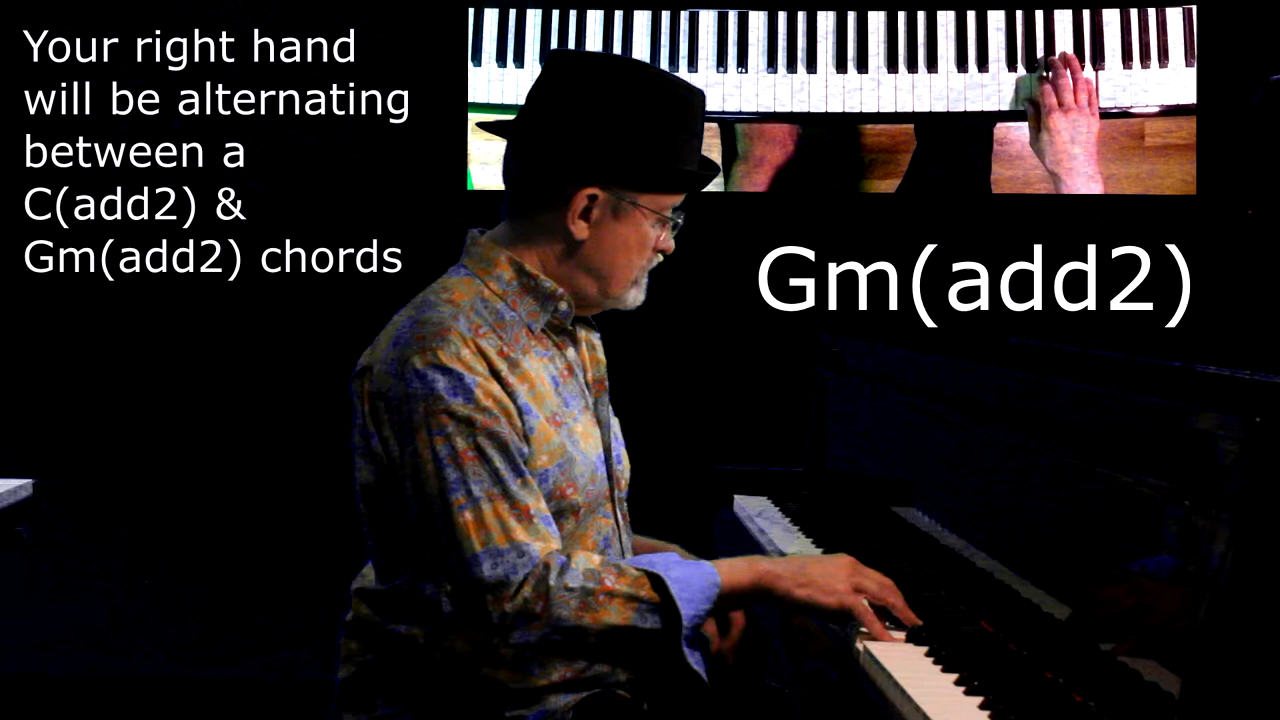 Your right hand
will be alternating
between a
C(add2) &
Gm(add2) chords
Gm(add2)